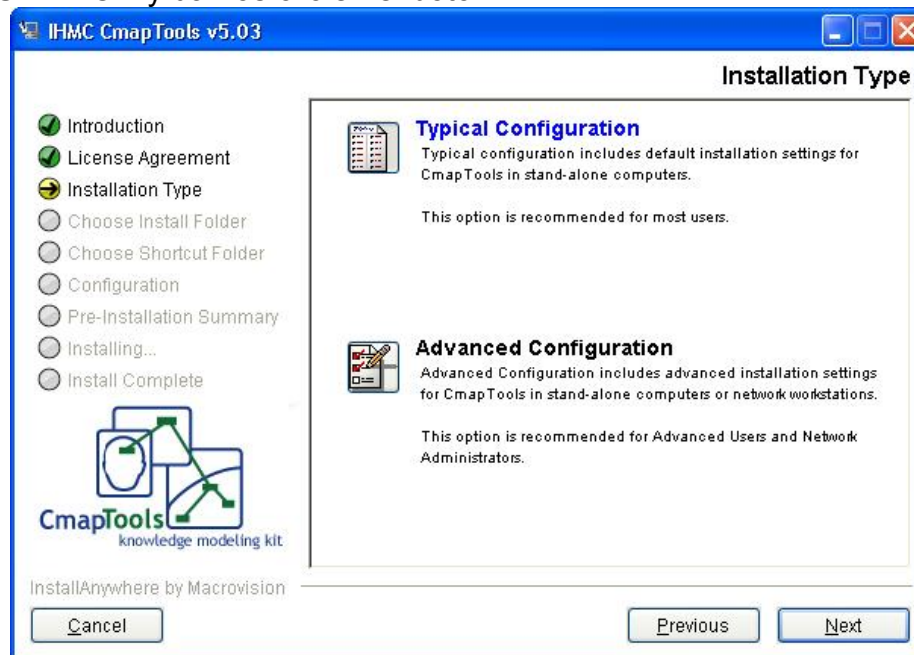 IHMC CmapTools v5.03
Installation Type
Introduction
License Agreement
Installation Type
Choose Install Folder
Choose Shortcut Folder
Configuration
Pre-Installation Summary
Installing...
Install Complete
Typical Configuration
Typical configuration includes default installation settings for
CmapTools in stand-alone computers.
This option is recommended for most users.
Advanced Configuration
Advanced Configuration includes advanced installation settings
for CmapTools in stand-alone computers or network workstations.
This option is recommended for Advanced Users and Network
Administrators.
CmapTools
knowledge modeling kit
InstallAnywhere by Macrovision
Cancel
Previous
Next